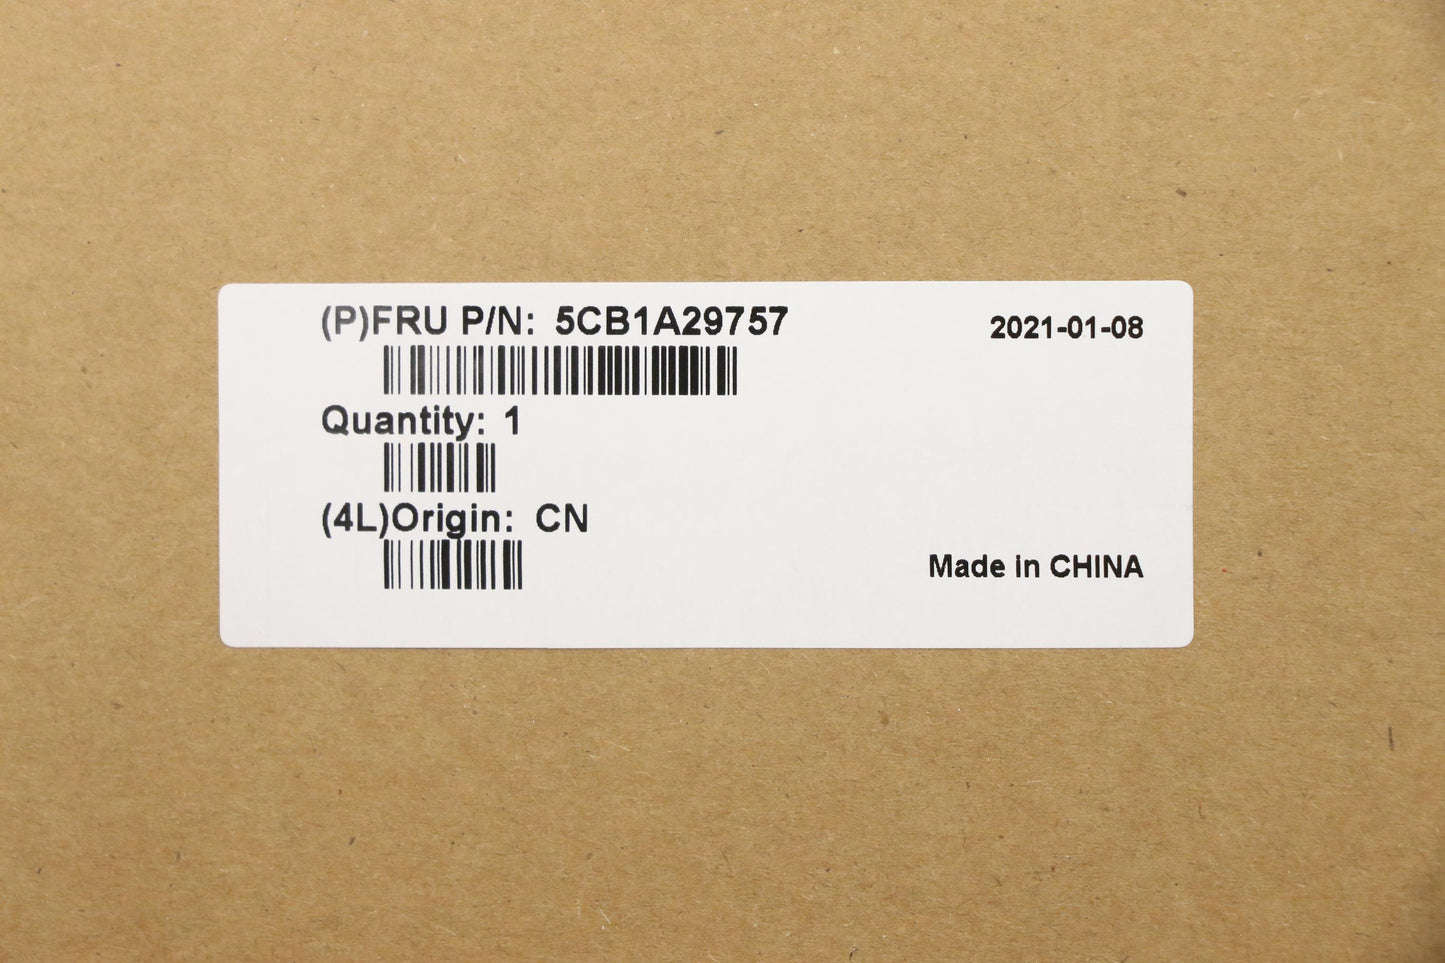 (P)FRU P/N: 5CB1A29757
2021-01-08
Quantity: 1
(4L)Origin: CN
Made in CHINA